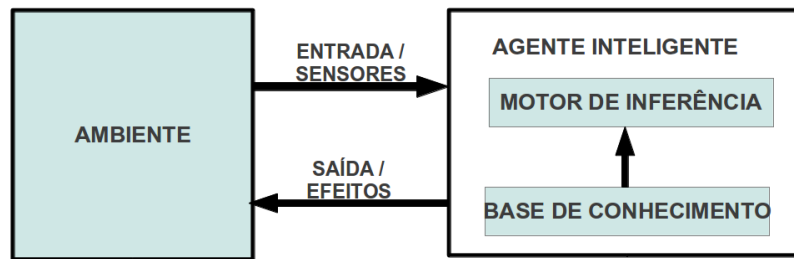 AMBIENTE
ENTRADA /
SENSORES
SAÍDA /
EFEITOS
AGENTE INTELIGENTE
MOTOR DE INFERÊNCIA
BASE DE CONHECIMENTO